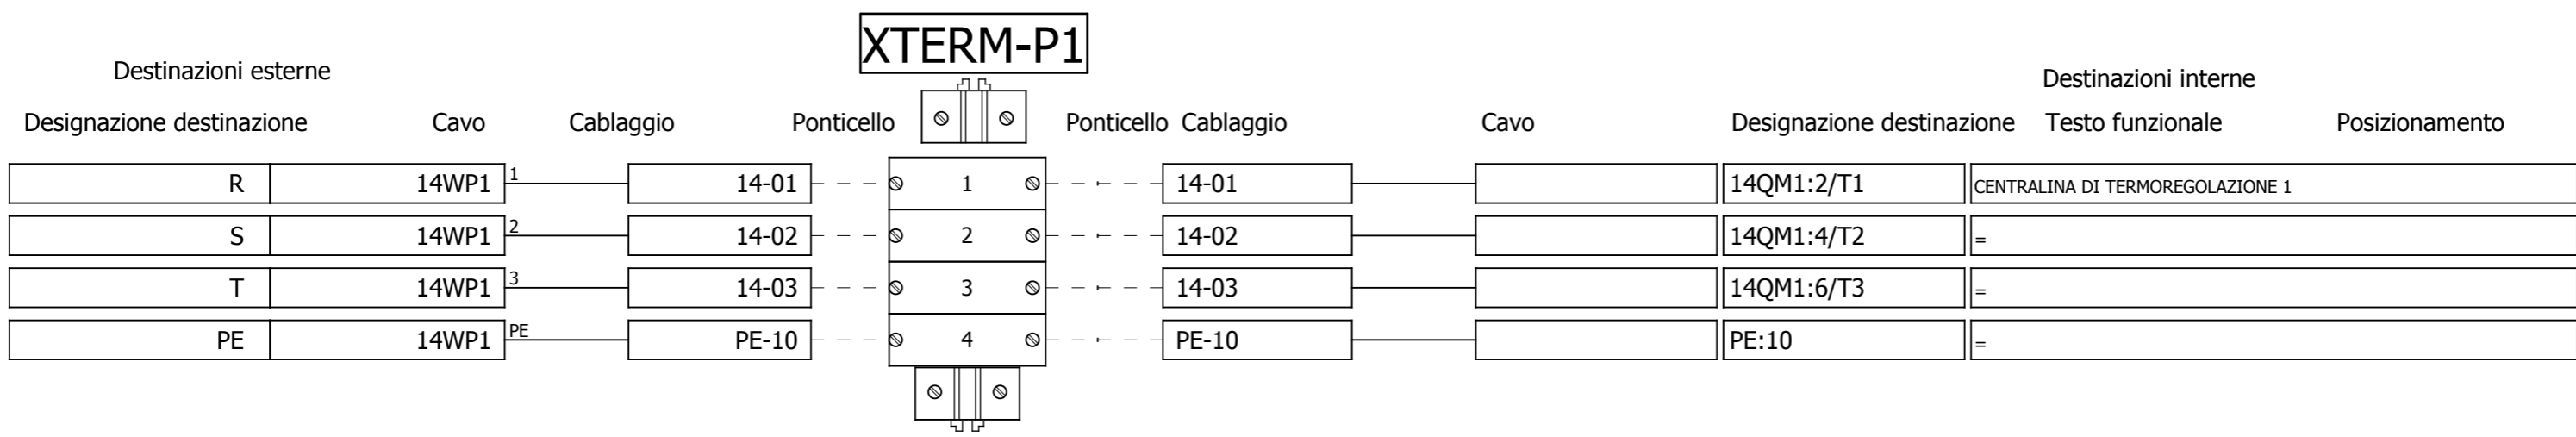 XTERM-P1
Destinazioni esterne
Destinazioni interne
Designazione destinazione Cavo Cablaggio Ponticello Ponticello Cablaggio Cavo Designazione destinazione Testo funzionale Posizionamento
R 14WP1 1 14-01 1 14-01 14QM1:2/T1 CENTRALINA DI TERMOREGOLAZIONE 1
S 14WP1 2 14-02 2 14-02 14QM1:4/T2 =
T 14WP1 3 14-03 3 14-03 14QM1:6/T3 =
PE 14WP1 PE PE-10 4 PE-10 PE:10 =